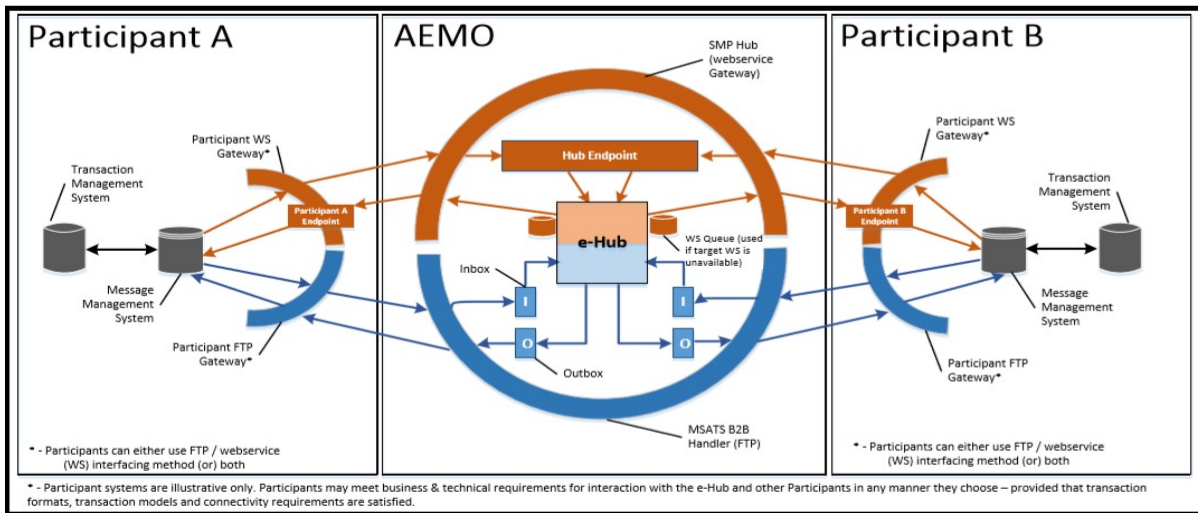 Participant A
AEMO
Participant B
SMP Hub
(webservice
Gateway)
Participant WS
Gateway*
Transaction
Management
System
Participant A
Endpoint
Message
Management
System
Participant FTP
Gateway*
* - Participants can either use FTP / webservice
(WS) interfacing method (or) both
Hub Endpoint
e-Hub
WS Queue (used
if target WS is
unavailable)
Inbox
I
I
O
O
Outbox
MSATS B2B
Handler (FTP)
Participant WS
Gateway*
Transaction
Management
System
Participant B
Endpoint
Message
Management
System
Participant FTP
Gateway*
* - Participants can either use FTP / webservice
(WS) interfacing method (or) both
* - Participant systems are illustrative only. Participants may meet business & technical requirements for interaction with the e-Hub and other Participants in any manner they choose – provided that transaction
formats, transaction models and connectivity requirements are satisfied.